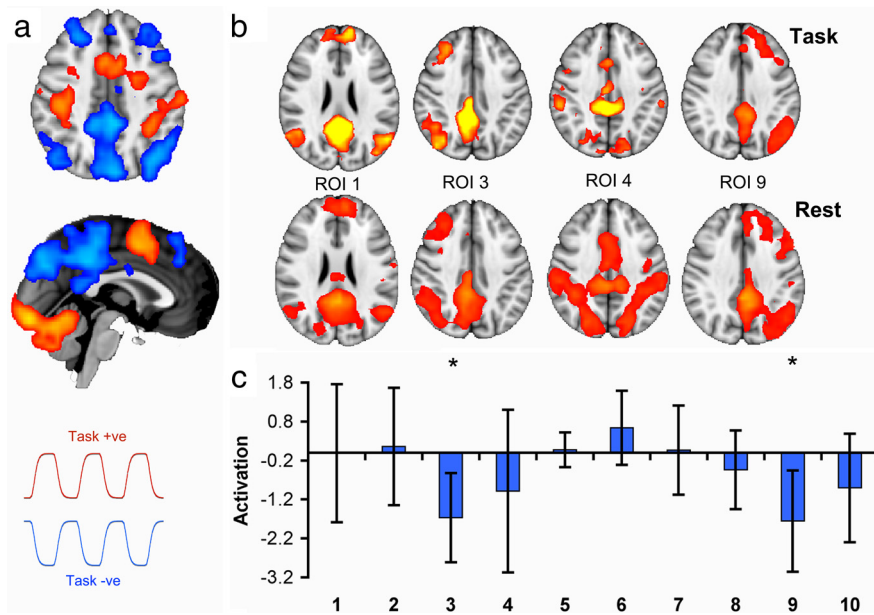 a
Task +ve
Task -ve
b
Task
ROI 1 ROI 3 ROI 4 ROI 9
Rest
c
* *
Activation
1.8
0.8
-0.2
-1.2
-2.2
-3.2
1 2 3 4 5 6 7 8 9 10